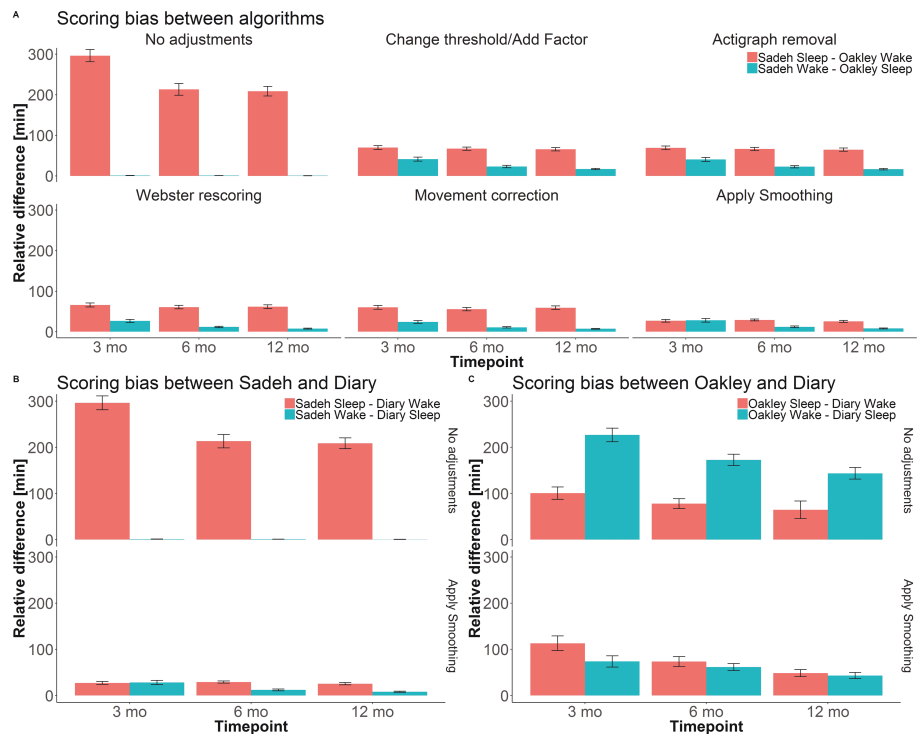 A
Scoring bias between algorithms
No adjustments
Change threshold/Add Factor
Actigraph removal
Sadeh Sleep - Oakley Wake
Sadeh Wake - Oakley Sleep
300
200
100
0
Webster rescoring
Movement correction
Apply Smoothing
300
200
100
0
Relative difference [min]
3 mo 6 mo 12 mo
3 mo 6 mo 12 mo
3 mo 6 mo 12 mo
Timepoint
B
Scoring bias between Sadeh and Diary
Sadeh Sleep - Diary Wake
Sadeh Wake - Diary Sleep
300
200
100
0
No adjustments
300
200
100
0
Apply Smoothing
Relative difference [min]
3 mo 6 mo 12 mo
Timepoint
C
Scoring bias between Oakley and Diary
Oakley Sleep - Diary Wake
Oakley Wake - Diary Sleep
300
200
100
0
No adjustments
300
200
100
0
Apply Smoothing
Relative difference [min]
3 mo 6 mo 12 mo
Timepoint